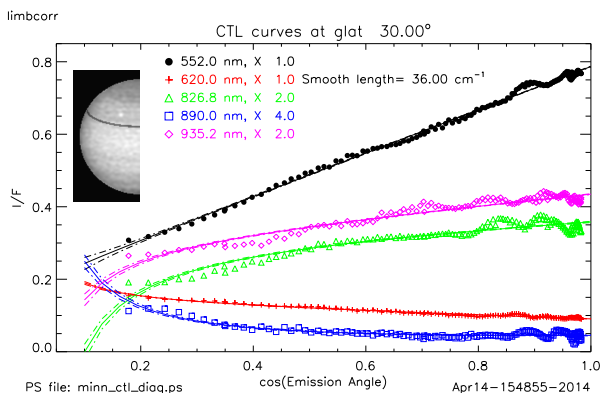 limbcorr
CTL curves at glat 30.00°
552.0 nm, X 1.0
620.0 nm, X 1.0 Smooth length= 36.00 cm⁻¹
826.8 nm, X 2.0
890.0 nm, X 4.0
935.2 nm, X 2.0
I/F
0.8
0.6
0.4
0.2
0.0
0.2 0.4 0.6 0.8 1.0
cos(Emission Angle)
PS file: minn_ctl_diag.ps Apr14-154855-2014